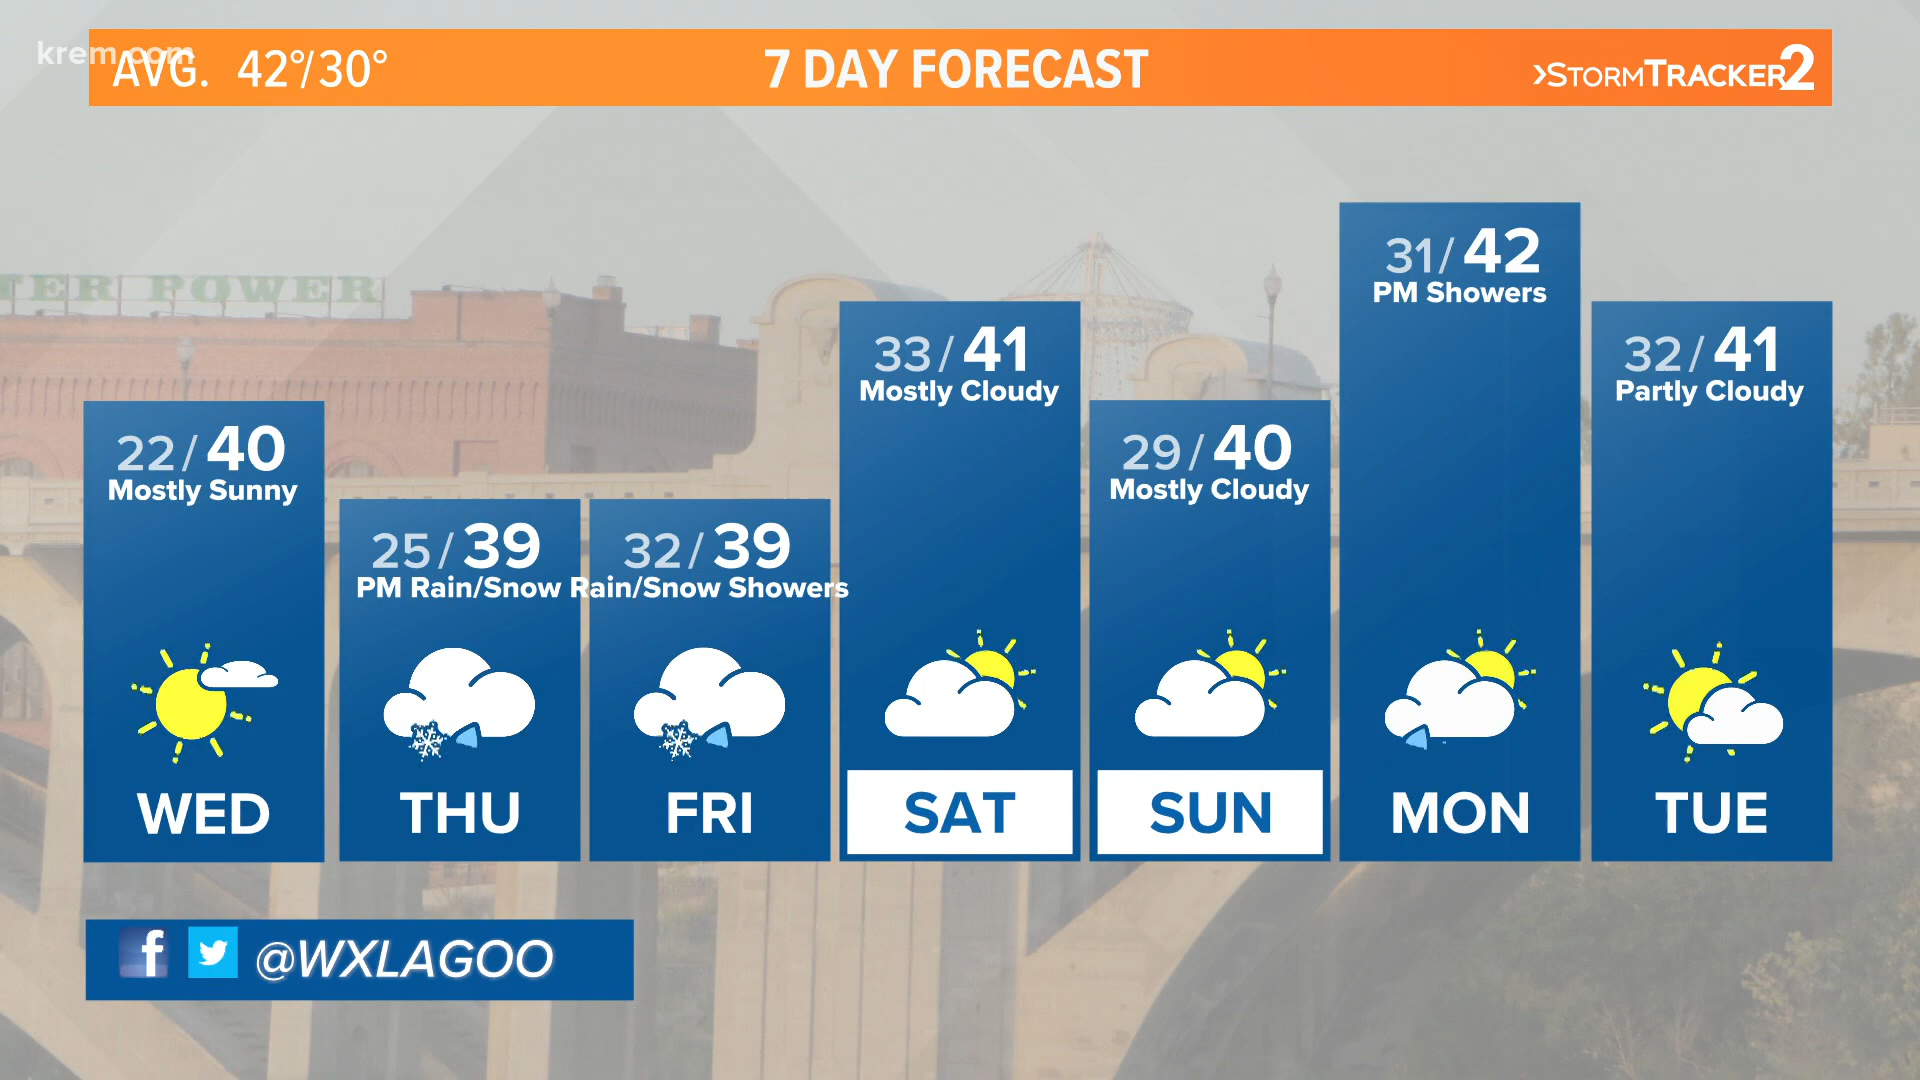 krem.com
AVG. 42°/30°
7 DAY FORECAST
STORMTRACKER2
TER POWER
22/40
Mostly Sunny
WED
25/39
PM Rain/Snow
THU
32/39
Rain/Snow Showers
FRI
33/41
Mostly Cloudy
SAT
29/40
Mostly Cloudy
SUN
31/42
PM Showers
MON
32/41
Partly Cloudy
TUE
f @WXLAGOO